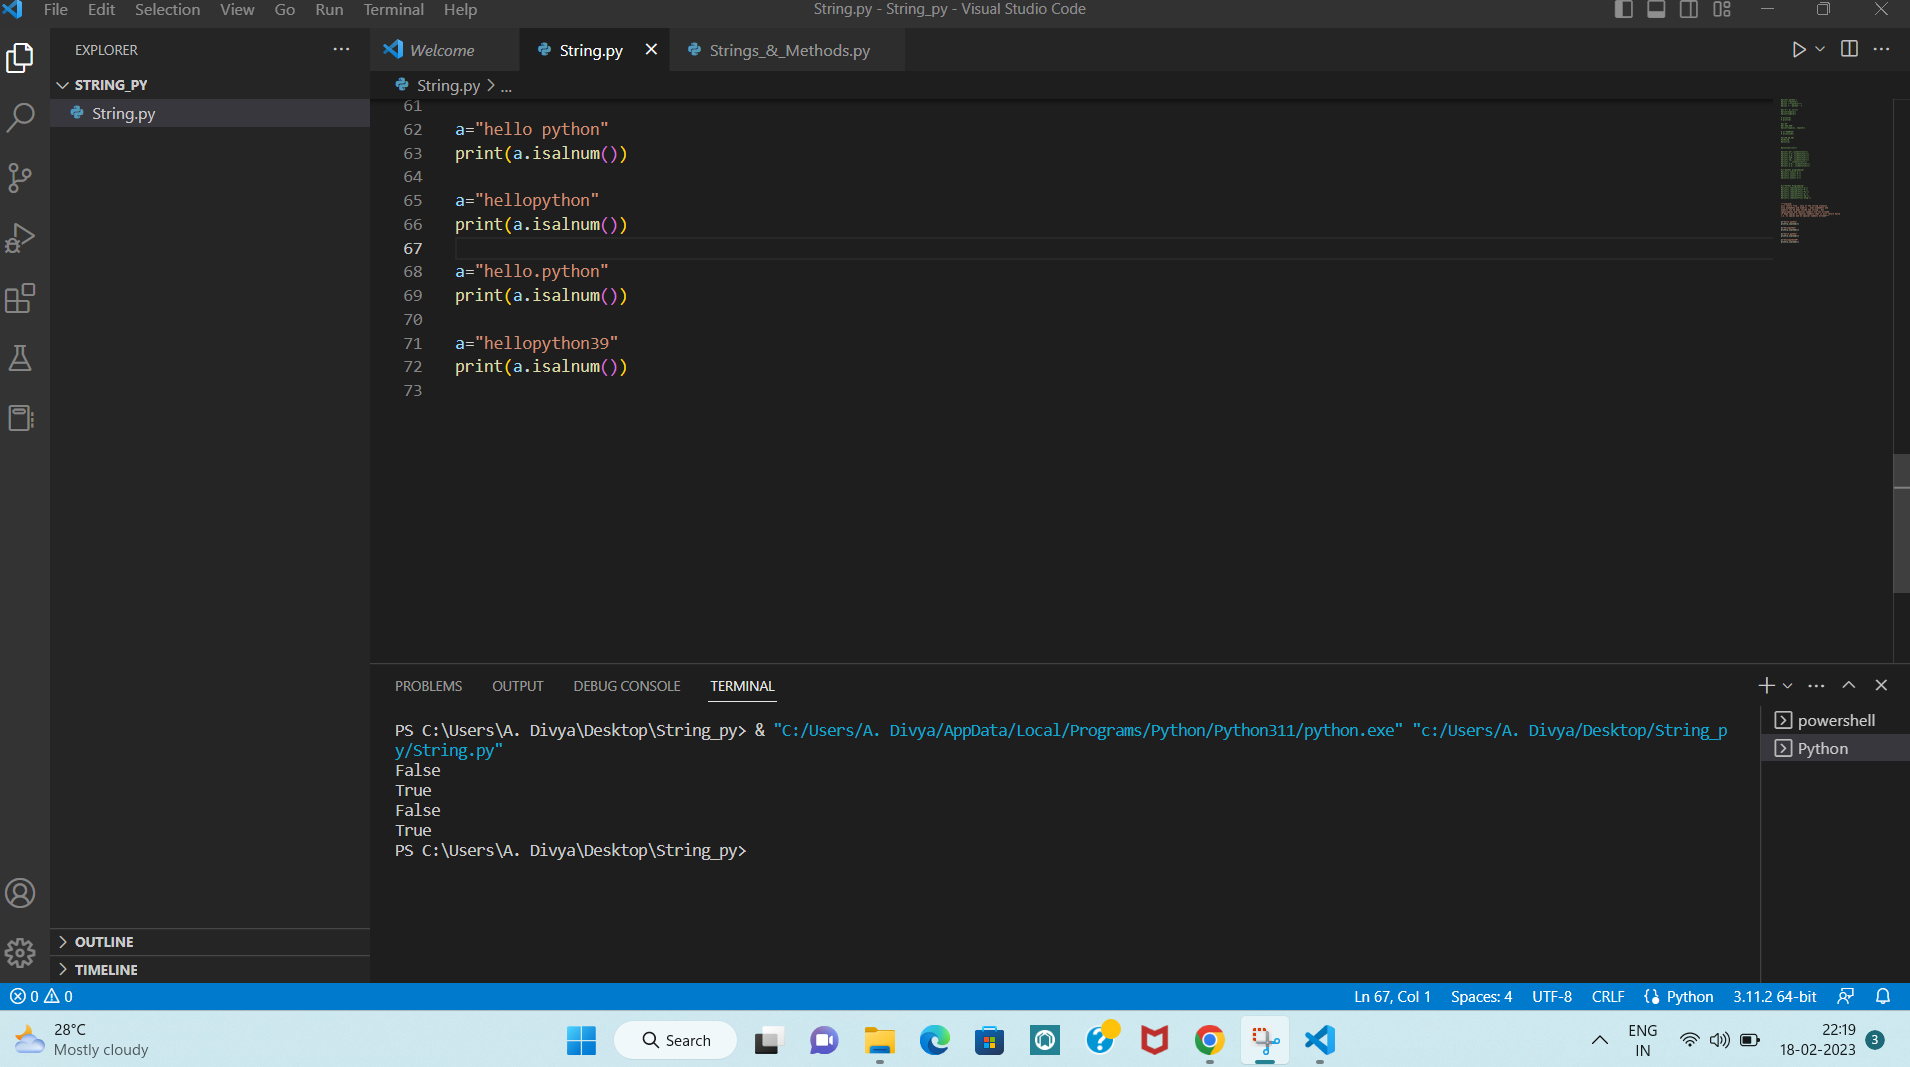 File Edit Selection View Go Run Terminal Help
String.py - String_py - Visual Studio Code
EXPLORER
Welcome
String.py
Strings_&_Methods.py
STRING_PY
String.py > ...
String.py
61
62 a="hello python"
63 print(a.isalnum())
64
65 a="hellopython"
66 print(a.isalnum())
67
68 a="hello.python"
69 print(a.isalnum())
70
71 a="hellopython39"
72 print(a.isalnum())
73
PROBLEMS OUTPUT DEBUG CONSOLE TERMINAL
PS C:\Users\A. Divya\Desktop\String_py> & "C:/Users/A. Divya/AppData/Local/Programs/Python/Python311/python.exe" "c:/Users/A. Divya/Desktop/String_p
y/String.py"
False
True
False
True
PS C:\Users\A. Divya\Desktop\String_py>
powershell
Python
OUTLINE
TIMELINE
0 0
Ln 67, Col 1 Spaces: 4 UTF-8 CRLF Python 3.11.2 64-bit
28°C
Mostly cloudy
Search
ENG
IN
22:19
18-02-2023
3